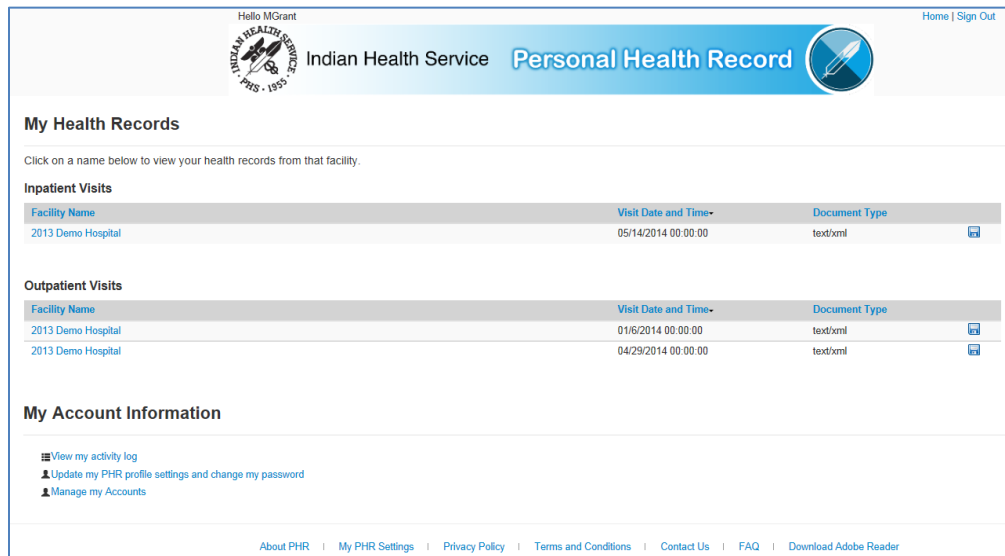 Hello MGrant
Home | Sign Out
INDIAN HEALTH SERVICE
PHS · 1955
Indian Health Service Personal Health Record
My Health Records
Click on a name below to view your health records from that facility.
Inpatient Visits
Facility Name Visit Date and Time Document Type
2013 Demo Hospital 05/14/2014 00:00:00 text/xml
Outpatient Visits
Facility Name Visit Date and Time Document Type
2013 Demo Hospital 01/6/2014 00:00:00 text/xml
2013 Demo Hospital 04/29/2014 00:00:00 text/xml
My Account Information
View my activity log
Update my PHR profile settings and change my password
Manage my Accounts
About PHR | My PHR Settings | Privacy Policy | Terms and Conditions | Contact Us | FAQ | Download Adobe Reader